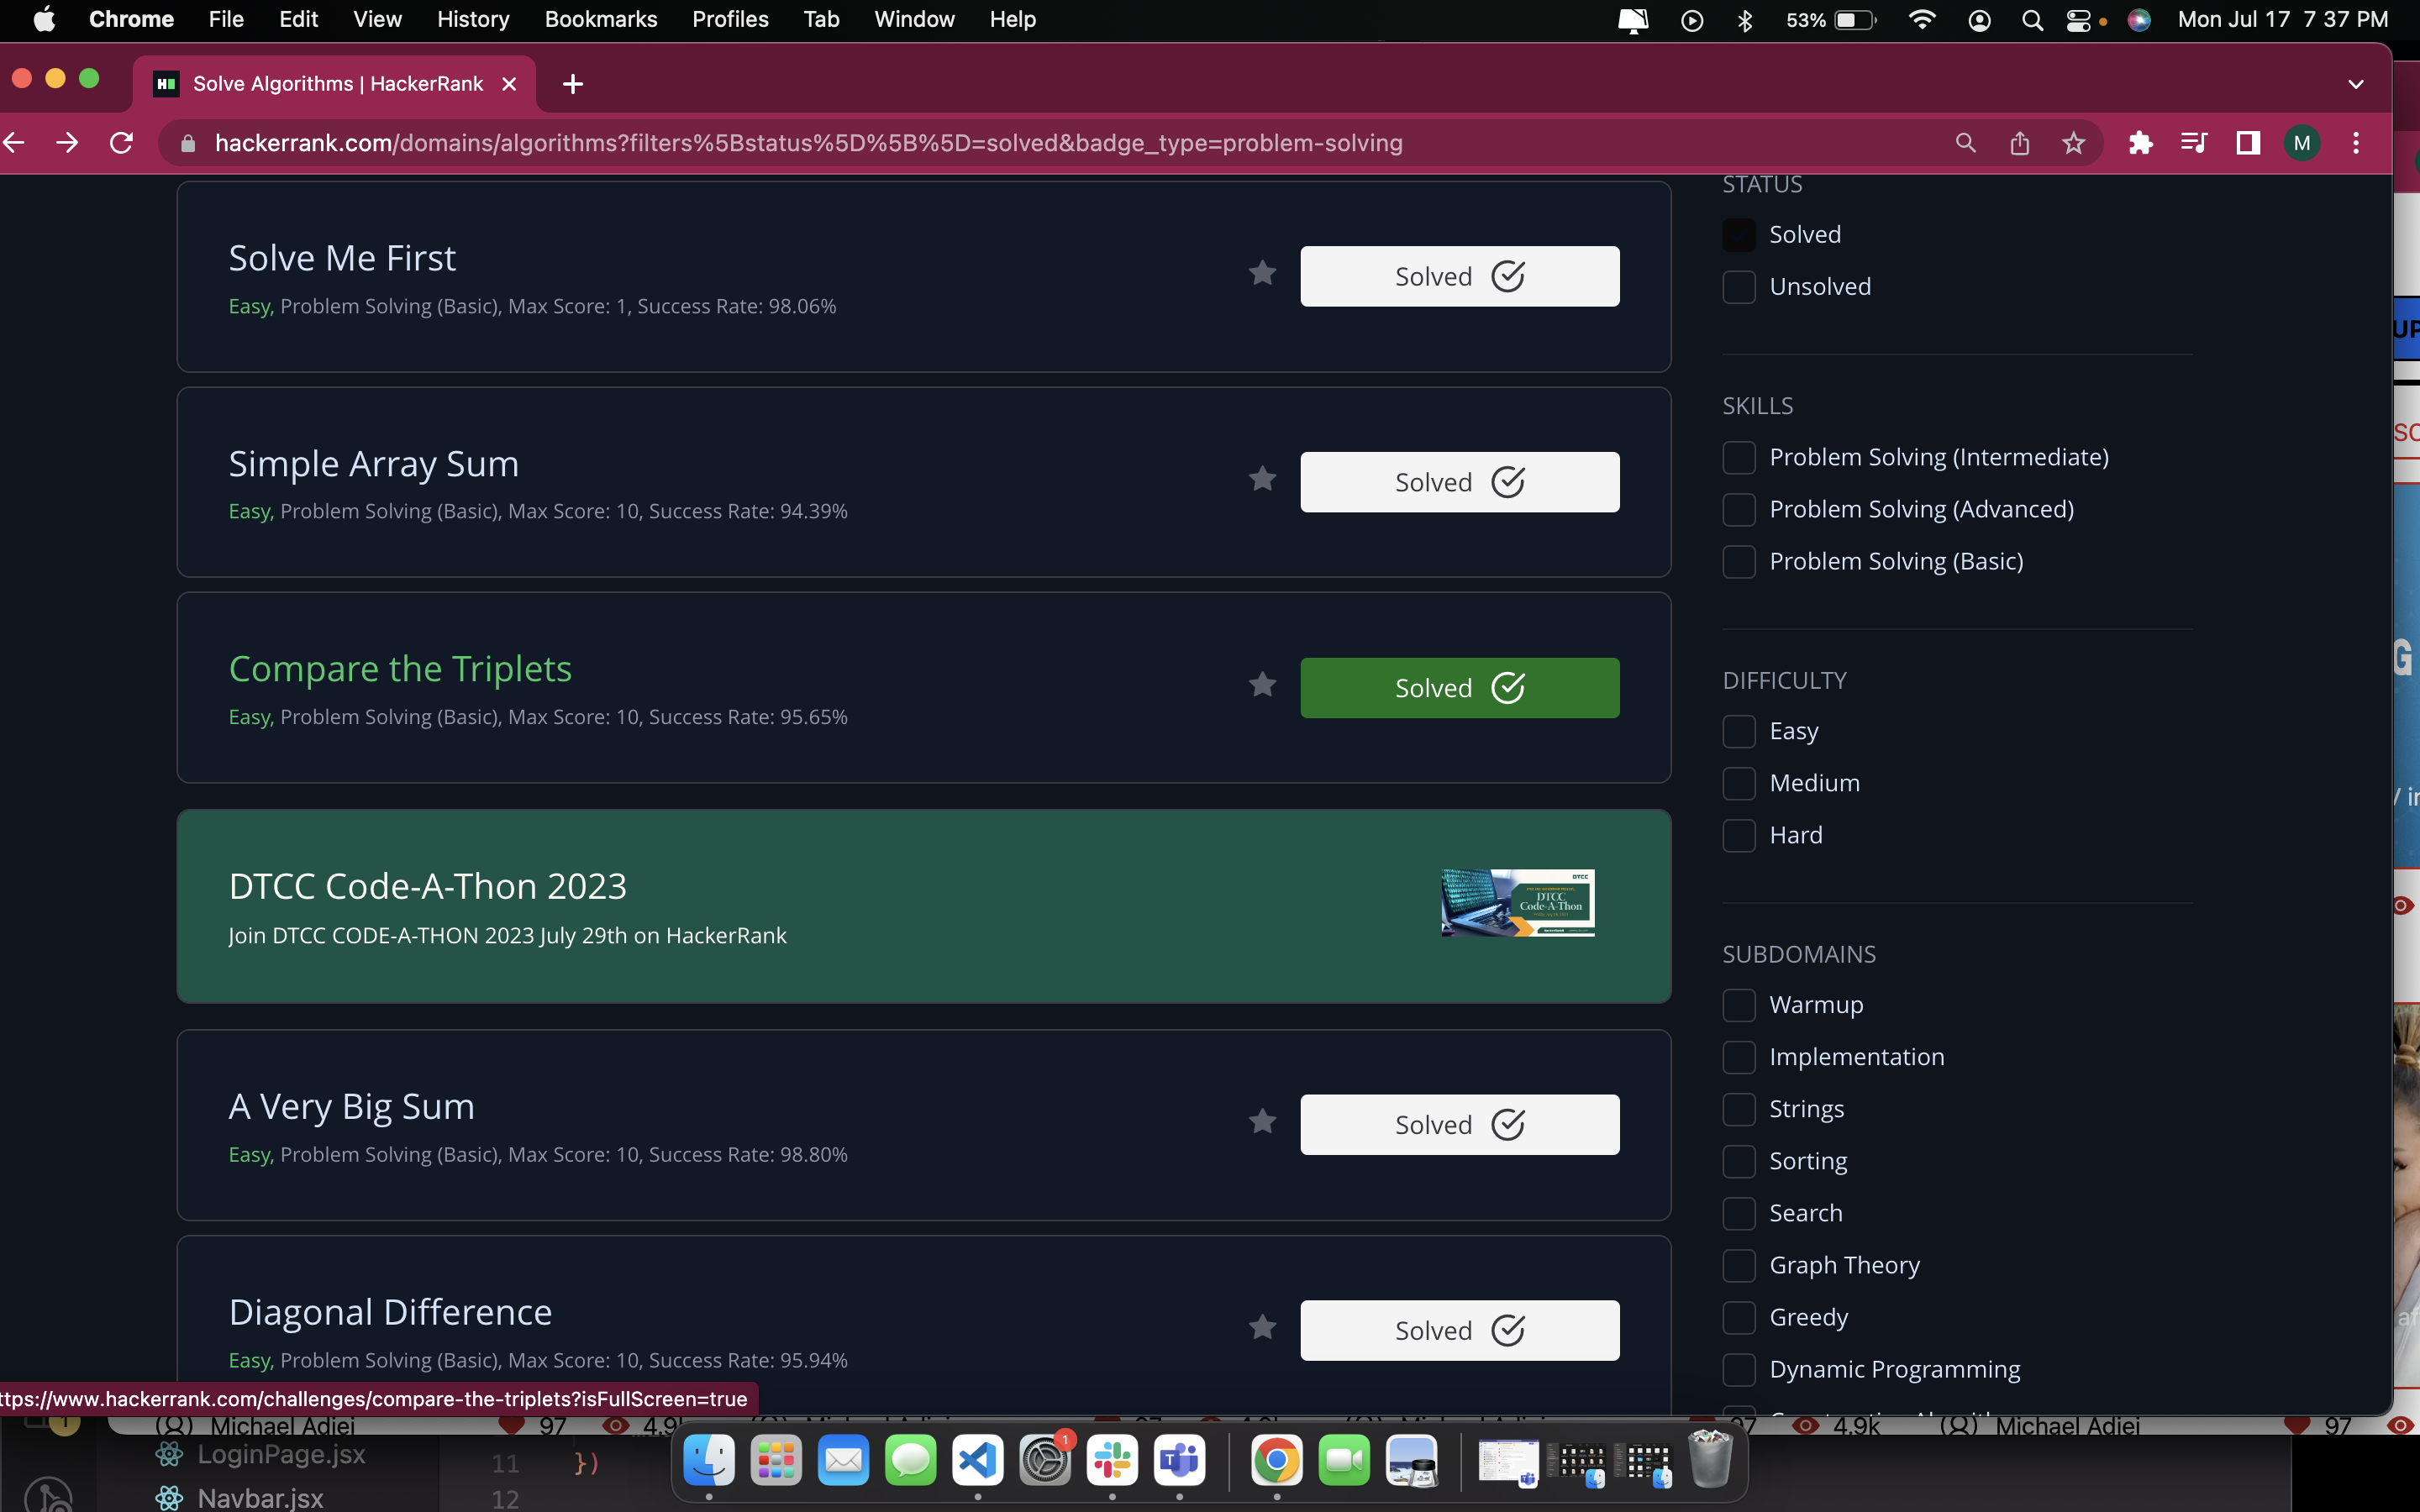 Chrome File Edit View History Bookmarks Profiles Tab Window Help 53% Mon Jul 17 7 37 PM
Solve Algorithms | HackerRank
hackerrank.com/domains/algorithms?filters%5Bstatus%5D%5B%5D=solved&badge_type=problem-solving M
Solve Me First
Easy, Problem Solving (Basic), Max Score: 1, Success Rate: 98.06%
Solved
Simple Array Sum
Easy, Problem Solving (Basic), Max Score: 10, Success Rate: 94.39%
Solved
Compare the Triplets
Easy, Problem Solving (Basic), Max Score: 10, Success Rate: 95.65%
Solved
DTCC Code-A-Thon 2023
Join DTCC CODE-A-THON 2023 July 29th on HackerRank
DTCC
DTCC
Code-A-Thon
A Very Big Sum
Easy, Problem Solving (Basic), Max Score: 10, Success Rate: 98.80%
Solved
Diagonal Difference
Easy, Problem Solving (Basic), Max Score: 10, Success Rate: 95.94%
Solved
STATUS
Solved
Unsolved
SKILLS
Problem Solving (Intermediate)
Problem Solving (Advanced)
Problem Solving (Basic)
DIFFICULTY
Easy
Medium
Hard
SUBDOMAINS
Warmup
Implementation
Strings
Sorting
Search
Graph Theory
Greedy
Dynamic Programming
ttps://www.hackerrank.com/challenges/compare-the-triplets?isFullScreen=true
1 Michael Adjei 97 4.9k Michael Adjei 97
LoginPage.jsx 11 })
Navbar.jsx 12
1